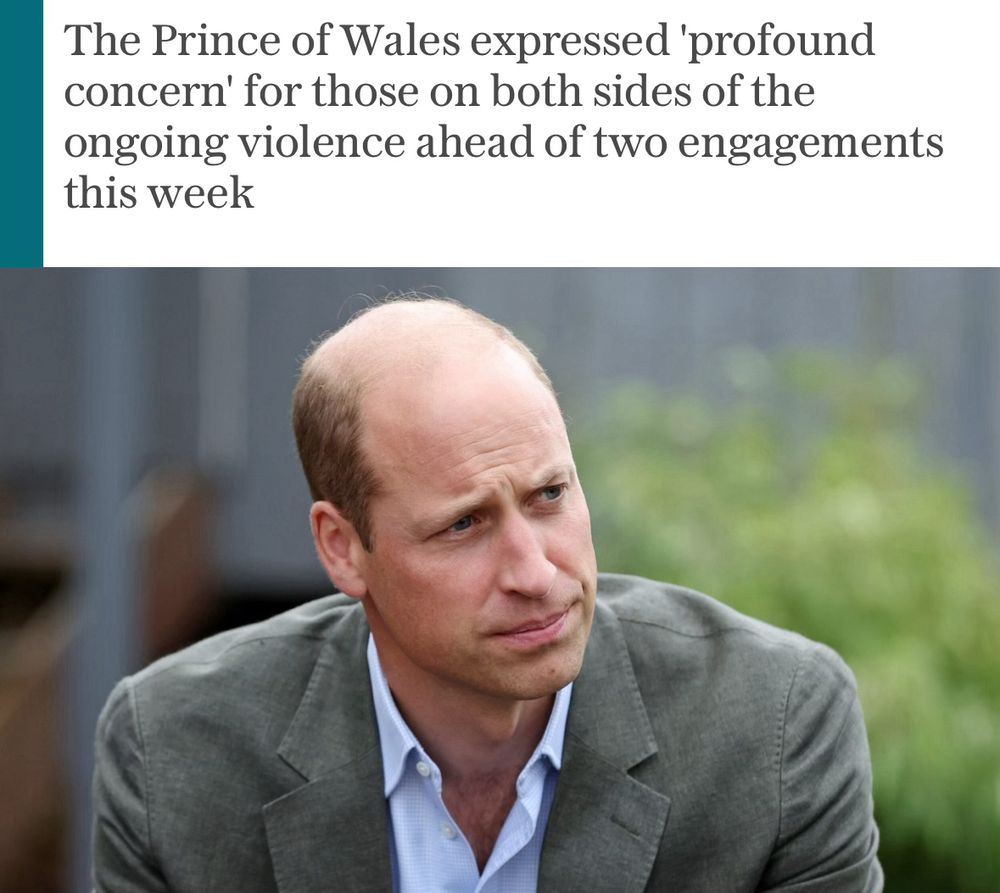 The Prince of Wales expressed 'profound
concern' for those on both sides of the
ongoing violence ahead of two engagements
this week